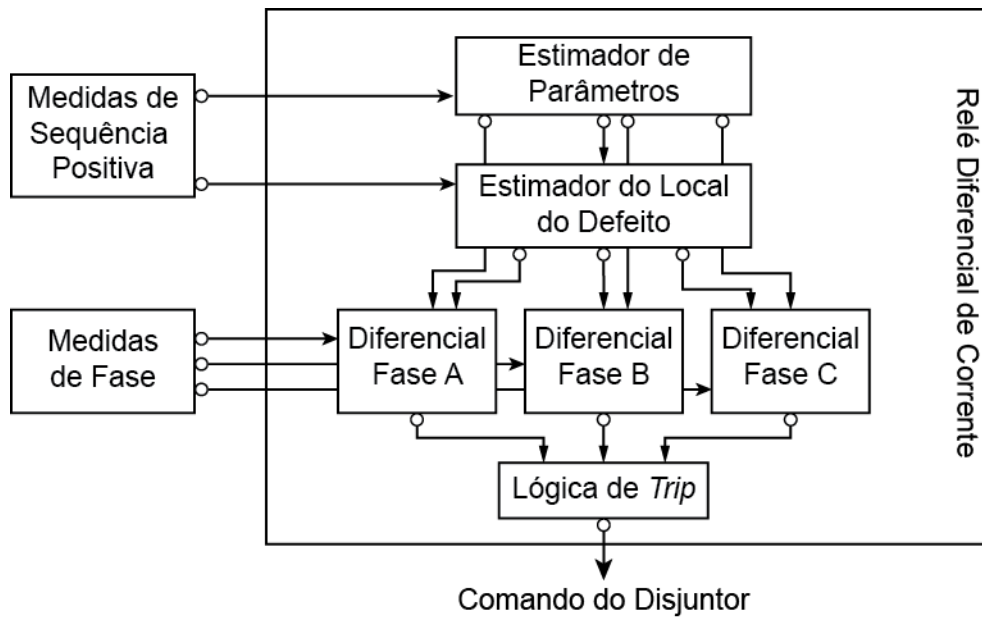 Estimador de
Parâmetros
Medidas de
Sequência
Positiva
Estimador do Local
do Defeito
Relé Diferencial de Corrente
Medidas
de Fase
Diferencial
Fase A
Diferencial
Fase B
Diferencial
Fase C
Lógica de Trip
Comando do Disjuntor